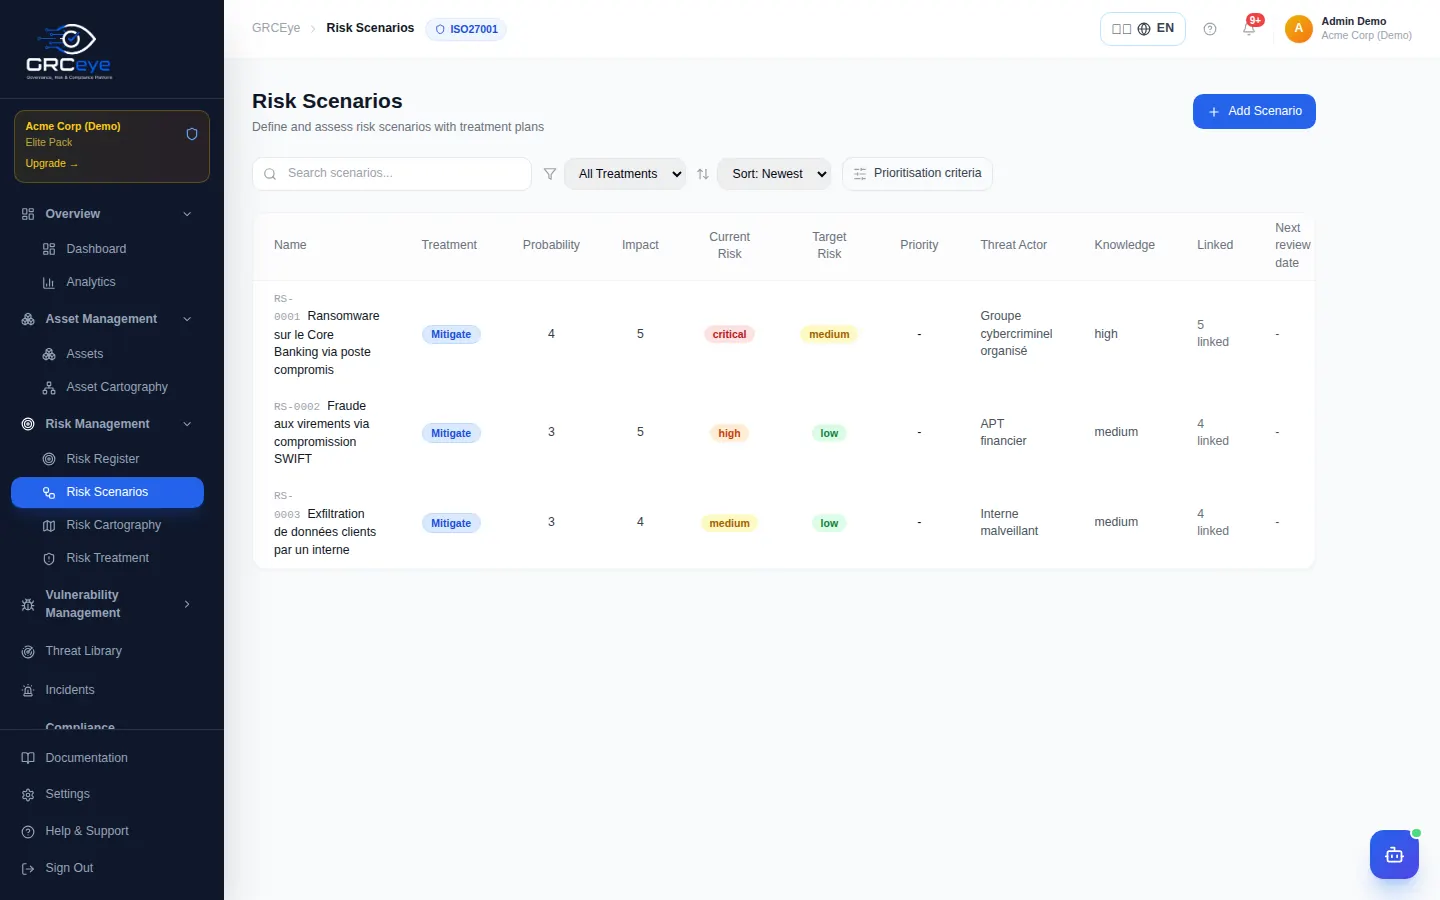 GRCeye
Governance, Risk & Compliance Platform
Acme Corp (Demo)
Elite Pack
Upgrade →
Overview
Dashboard
Analytics
Asset Management
Assets
Asset Cartography
Risk Management
Risk Register
Risk Scenarios
Risk Cartography
Risk Treatment
Vulnerability
Management
Threat Library
Incidents
Compliance
Documentation
Settings
Help & Support
Sign Out
GRCEye > Risk Scenarios ISO27001
EN
9+
A
Admin Demo
Acme Corp (Demo)
Risk Scenarios
Define and assess risk scenarios with treatment plans
+ Add Scenario
Search scenarios...
All Treatments
Sort: Newest
Prioritisation criteria
Name Treatment Probability Impact Current Risk Target Risk Priority Threat Actor Knowledge Linked Next review date
RS-
0001 Ransomware
sur le Core
Banking via poste
compromis
Mitigate 4 5 critical medium -
Groupe
cybercriminel
organisé
high
5
linked
-
RS-0002 Fraude
aux virements via
compromission
SWIFT
Mitigate 3 5 high low -
APT
financier
medium
4
linked
-
RS-
0003 Exfiltration
de données clients
par un interne
Mitigate 3 4 medium low -
Interne
malveillant
medium
4
linked
-